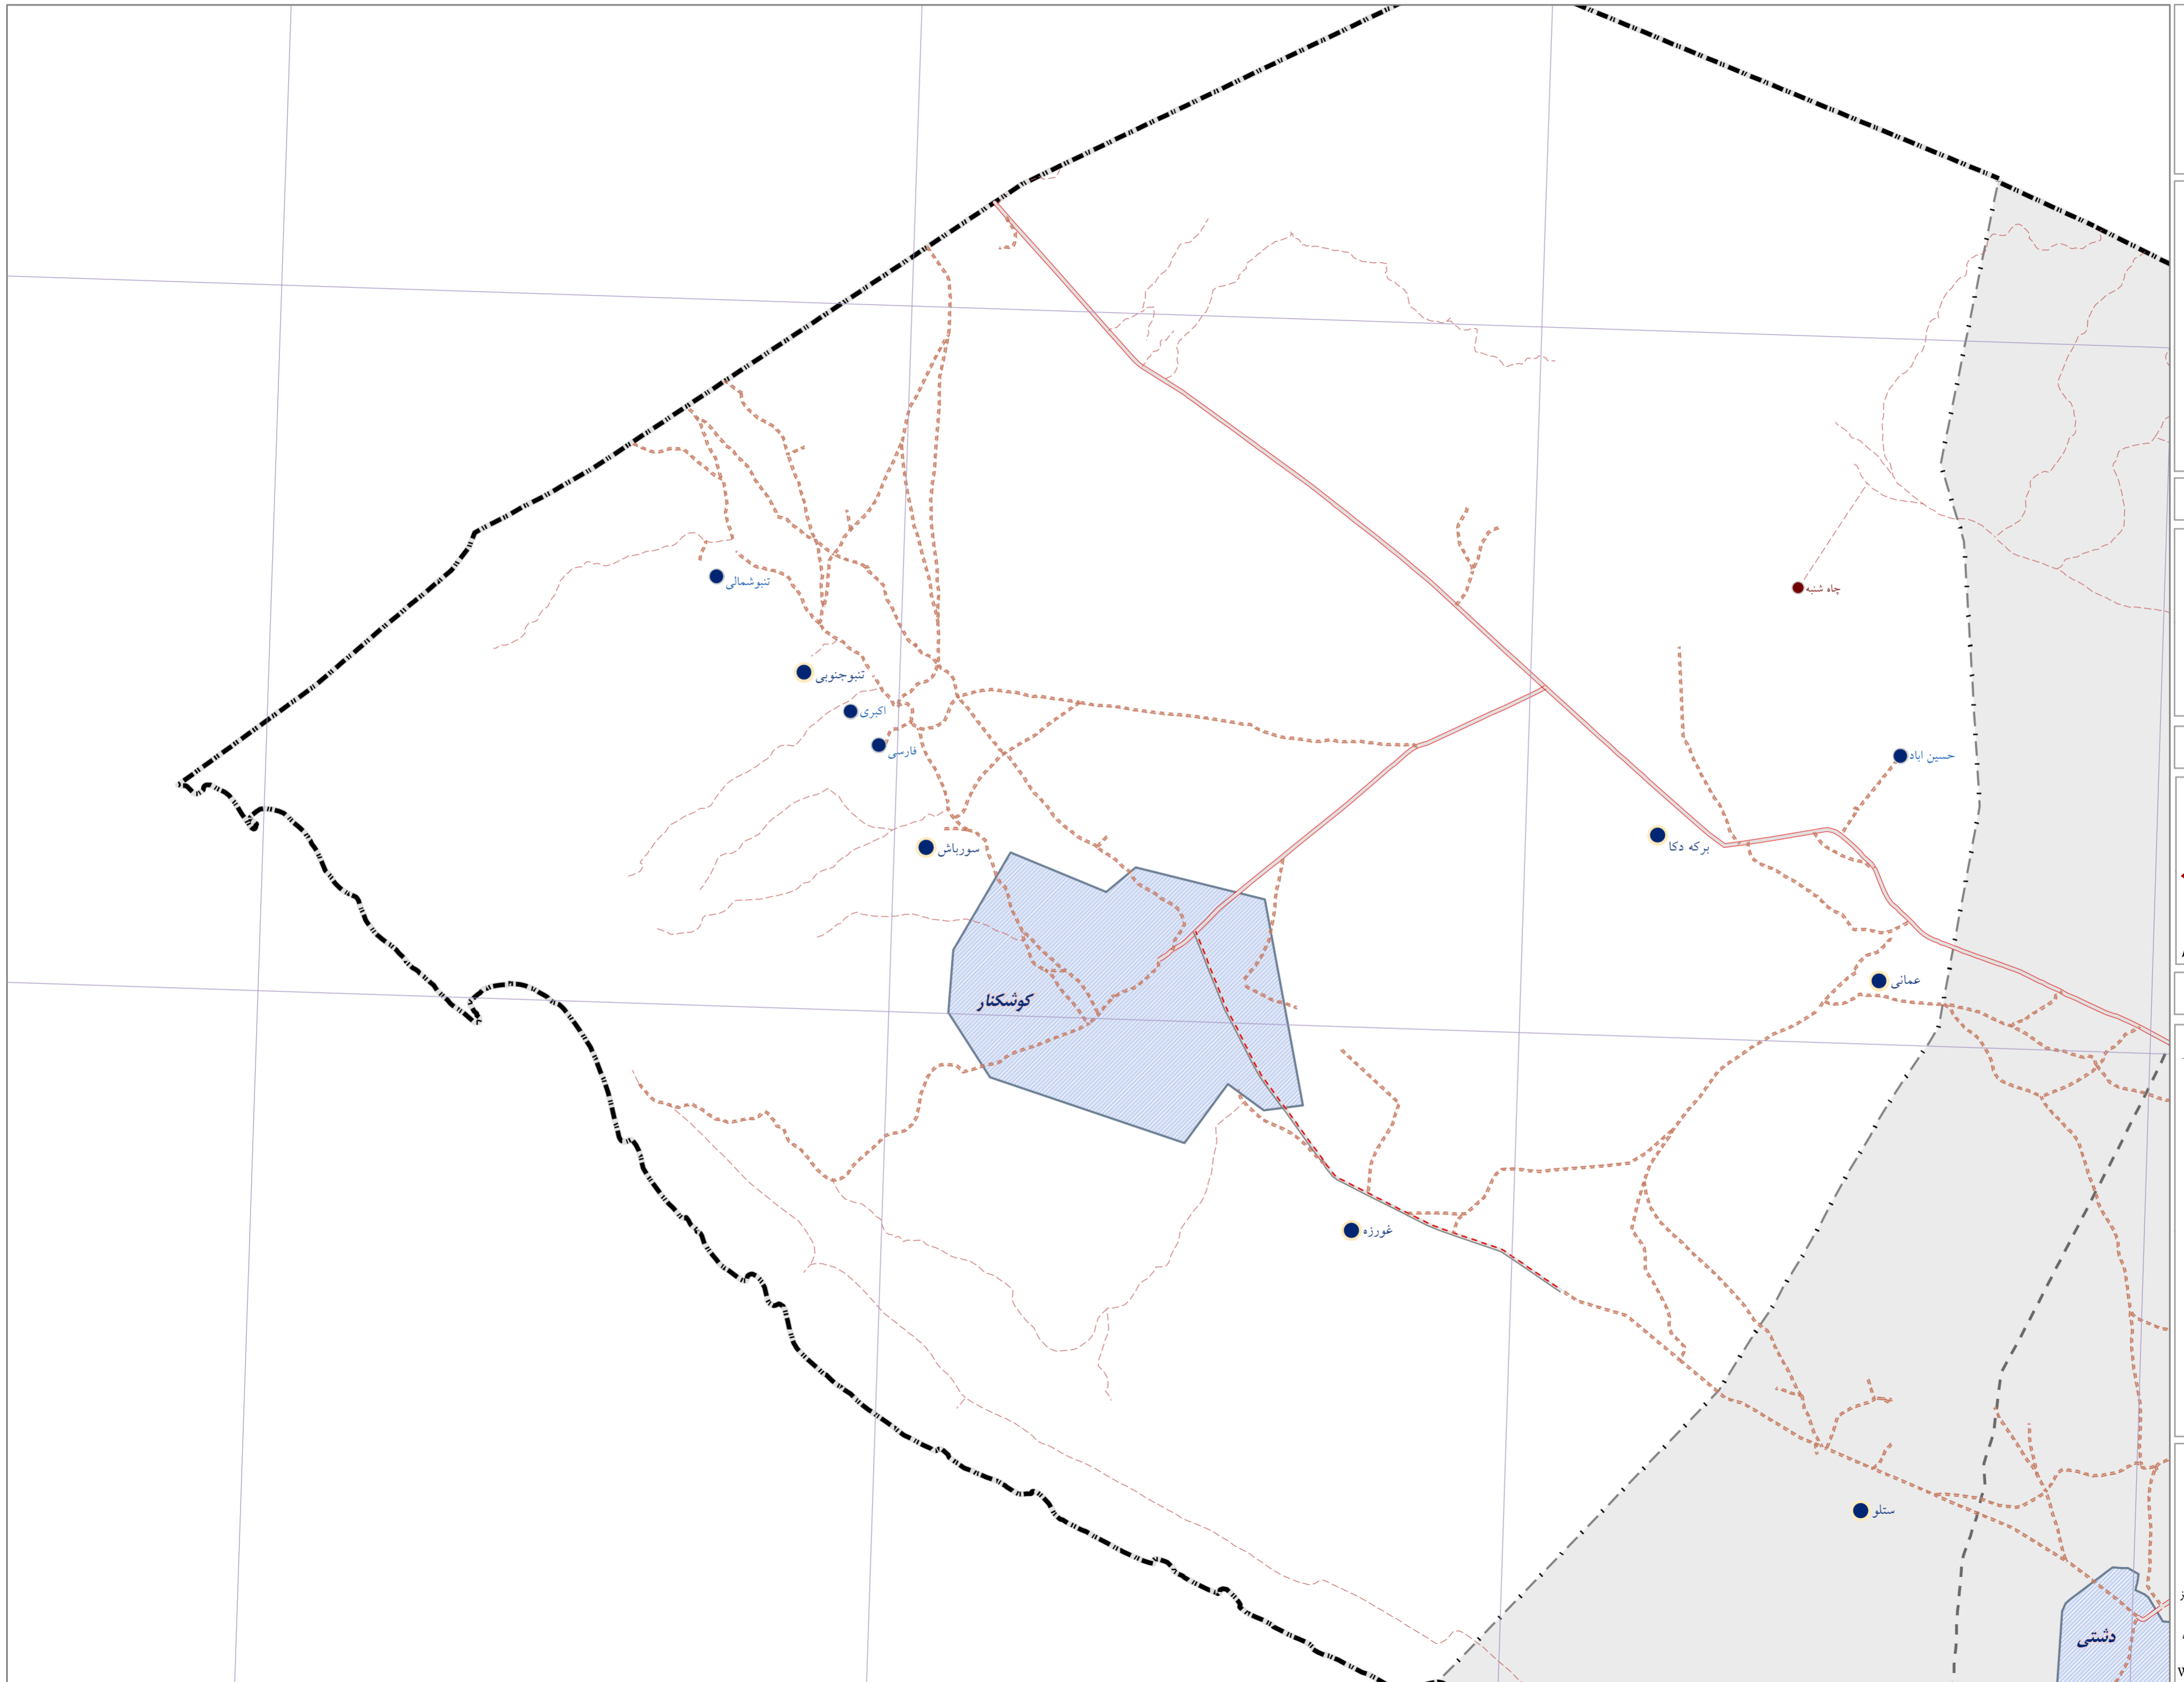 تنبوشمالی
چاه شنبه
تنبوجنوبی
اکبری
فارسی
حسین اباد
سورباش
برکه دکا
عمانی
کوشکنار
غورزه
ستلو
دشتی